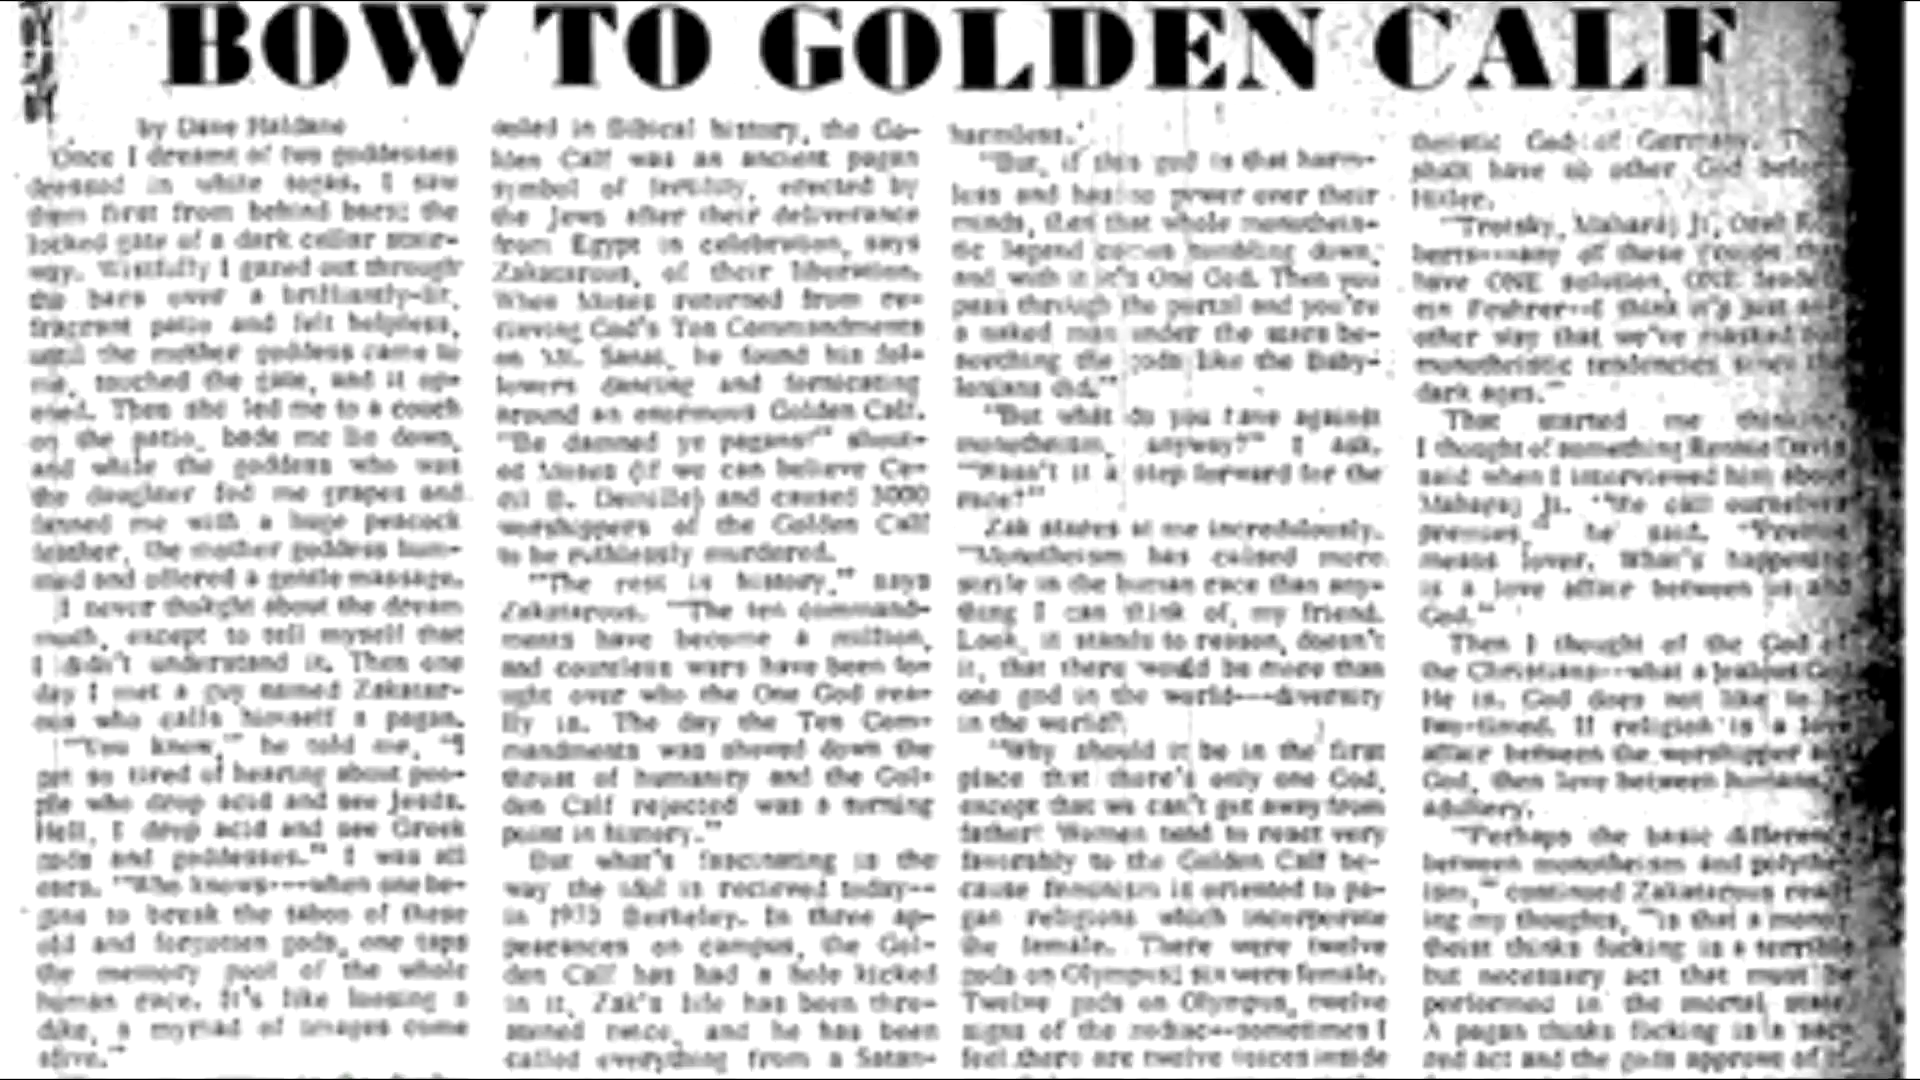 BOW TO GOLDEN CALF
by Dane Haldane
Once I dreamt of two goddesses
dressed in white togas. I saw
them first from behind bars: the
locked gate of a dark cellar stair-
way. Wistfully I gazed out through
the bars over a brilliantly-lit,
fragrant patio and felt helpless,
until the mother goddess came to
me, touched the gate, and it op-
ened. Then she led me to a couch
on the patio, bade me lie down,
and while the goddess who was
the daughter fed me grapes and
fanned me with a huge peacock
feather, the mother goddess hum-
med and offered a gentle massage.
I never thought about the dream
much, except to tell myself that
I didn't understand it. Then one
day I met a guy named Zakatar-
ous who calls himself a pagan.
"You know," he told me, "I
get so tired of hearing about peo-
ple who drop acid and see Jesus.
Hell, I drop acid and see Greek
gods and goddesses." I was all
ears. "Who knows---when one be-
gins to break the taboo of these
old and forgotten gods, one taps
the memory pool of the whole
human race. It's like loosing a
dike, a myriad of images come
alive."
in Biblical history, the Go-
lden Calf was an ancient pagan
symbol of fertility, erected by
the Jews after their deliverance
from Egypt in celebration, says
Zakatarous, of their liberation.
When Moses returned from re-
cieving God's Ten Commandments
on Mt. Sanai, he found his fol-
lowers dancing and fornicating
around an enormous Golden Calf.
"Be damned ye pagans!" shout-
ed Moses (if we can believe Ce-
cil B. Demille) and caused 3000
worshippers of the Golden Calf
to be ruthlessly murdered.
"The rest is history," says
Zakatarous. "The ten command-
ments have become a million,
and countless wars have been fo-
ught over who the One God rea-
lly is. The day the Ten Com-
mandments was shoved down the
throat of humanity and the Gol-
den Calf rejected was a turning
point in history."
But what's fascinating is the
way the idol is recieved today--
in 1975 Berkeley. In three ap-
pearances on campus, the Gol-
den Calf has had a hole kicked
in it, Zak's life has been threa-
tened twice, and he has been
called everything from a Satan-
harmless.'
"But, if this god is that harm-
less and has no power over their
minds, then that whole monotheis-
tic legend comes tumbling down,
and with it it's One God. Then you
pass through the portal and you're
a naked man under the stars be-
seeching the gods like the Baby-
lonians did."
"But what do you have against
monotheism, anyway?" I ask.
"Wasn't it a step forward for the
race?"
Zak stares at me incredulously.
"Monotheism has caused more
strife in the human race than any-
thing I can think of, my friend.
Look, it stands to reason, doesn't
it, that there would be more than
one god in the world---diversity
in the world?
"Why should it be in the first
place that there's only one God,
except that we can't get away from
father! Women tend to react very
favorably to the Golden Calf be-
cause feminism is oriented to pa-
gan religions which incorporate
the female. There were twelve
gods on Olympus; six were female.
Twelve gods on Olympus, twelve
signs of the zodiac--sometimes I
feel there are twelve voices inside
theistic God of Germany. Thou
shalt have no other God before
Hitler.
"Trotsky, Maharaj Ji, Oral Ro-
berts---any of these groups that
have ONE solution, ONE leader
ein Feuhrer--I think it's just
other way that we've masked our
monotheistic tendencies since the
dark ages."
That started me thinking.
I thought of something Rennie Davis
said when I interviewed him about
Maharaj Ji. "We call ourselves
premies," he said. "Premie
means lover. What's happening
is a love affair between us and
God."
Then I thought of the God of
the Christians--what a jealous God
He is. God does not like to be
two-timed. If religion is a love
affair between the worshipper and
God, then love between humans is
adultery.
"Perhaps the basic difference
between monotheism and polythe-
ism," continued Zakatarous read-
ing my thoughts, "is that a mono-
theist thinks fucking is a terrible
but necessary act that must be
performed in the mortal state.
A pagan thinks fucking is a sac-
red act and the gods approve of it.